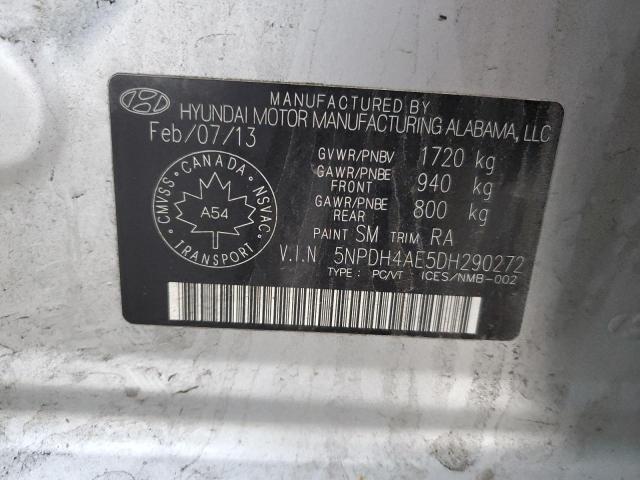 MANUFACTURED BY
HYUNDAI MOTOR MANUFACTURING ALABAMA, LLC
Feb/07/13
GVWR/PNBV 1720 kg
GAWR/PNBE FRONT 940 kg
GAWR/PNBE REAR 800 kg
CANADA
CMVSS NSVAC
A54
TRANSPORT
PAINT SM TRIM RA
V.I.N 5NPDH4AE5DH290272
TYPE: PC/VT ICES/NMB-002